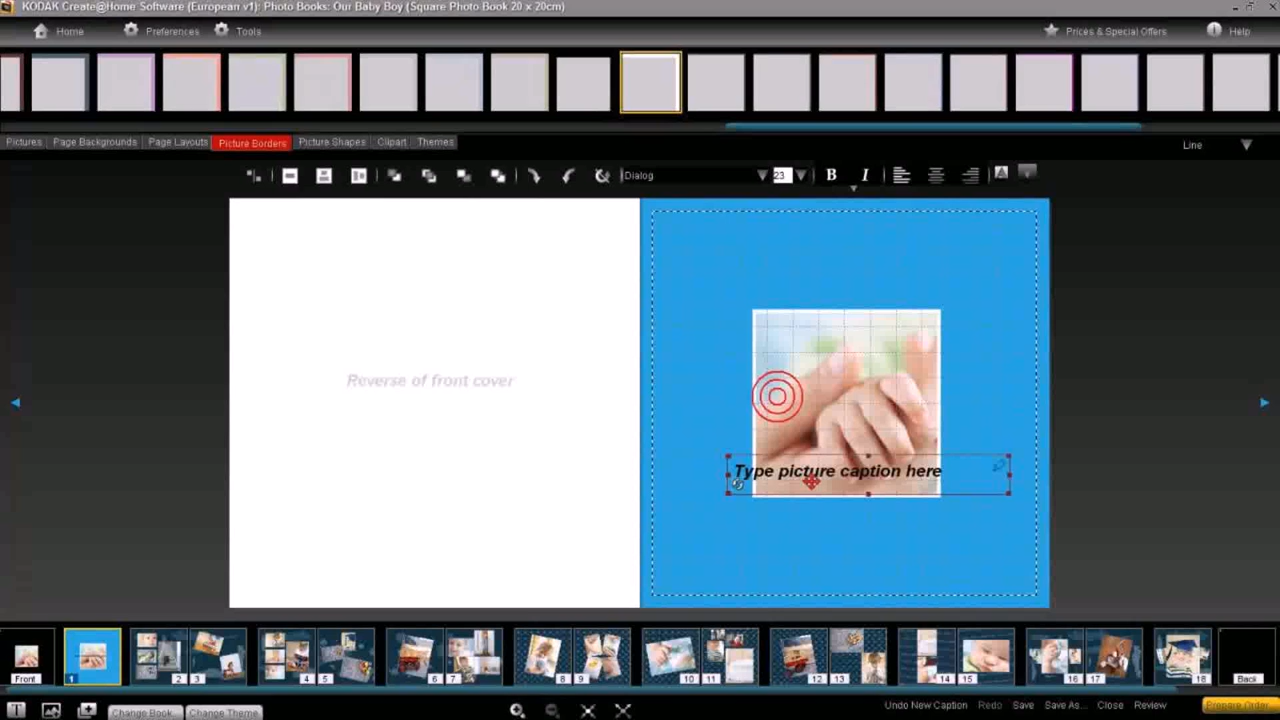 KODAK Create@Home Software (European v1): Photo Books: Our Baby Boy (Square Photo Book 20 x 20cm)
Home Preferences Tools Prices & Special Offers Help
Pictures Page Backgrounds Page Layouts Picture Borders Picture Shapes Clipart Themes Line
Dialog 23 B I A
Reverse of front cover
Type picture caption here
Front 1 2 3 4 5 6 7 8 9 10 11 12 13 14 15 16 17 18 Back
T Change Book... Change Theme Undo New Caption Redo Save Save As... Close Review Prepare Order...